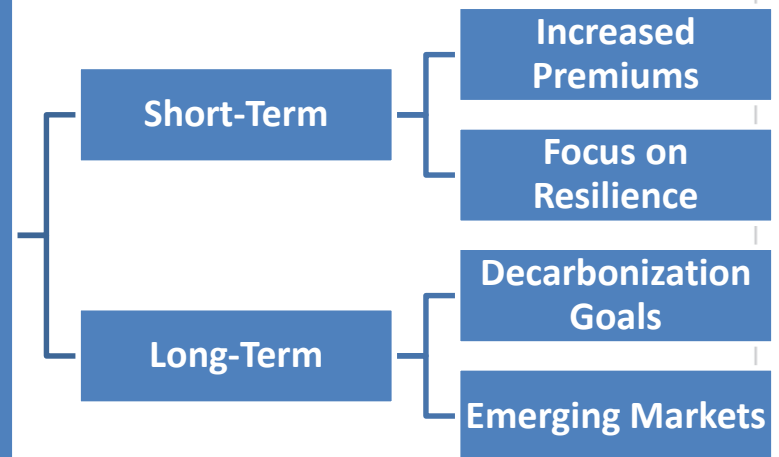 Short-Term
Increased
Premiums
Focus on
Resilience
Long-Term
Decarbonization
Goals
Emerging Markets